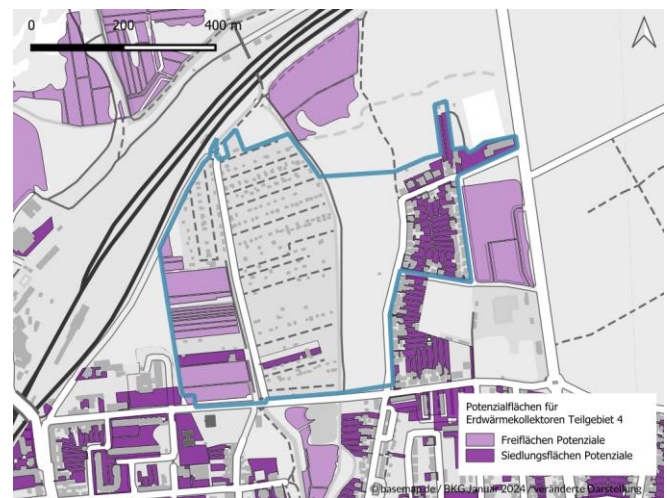 0 200 400 m
Potenzialflächen für
Erdwärmekollektoren Teilgebiet 4
Freiflächen Potenziale
Siedlungsflächen Potenziale
© basemap.de / BKG Januar 2024 / veränderte Darstellung